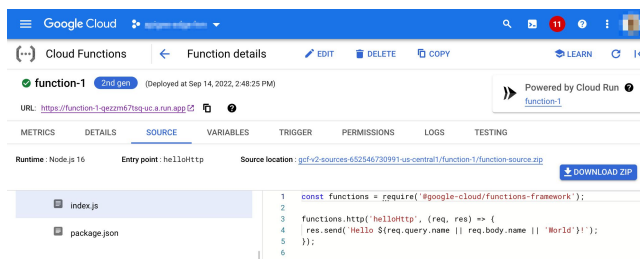 Google Cloud
11
Cloud Functions
Function details
EDIT
DELETE
COPY
LEARN
function-1
2nd gen
(Deployed at Sep 14, 2022, 2:48:25 PM)
Powered by Cloud Run
function-1
URL: https://function-1-qezzm67tsq-uc.a.run.app
METRICS
DETAILS
SOURCE
VARIABLES
TRIGGER
PERMISSIONS
LOGS
TESTING
Runtime : Node.js 16
Entry point : helloHttp
Source location : gcf-v2-sources-652546730991-us-central1/function-1/function-source.zip
DOWNLOAD ZIP
index.js
package.json
1 const functions = require('@google-cloud/functions-framework');
2
3 functions.http('helloHttp', (req, res) => {
4 res.send(`Hello ${req.query.name || req.body.name || 'World'}!`);
5 });
6